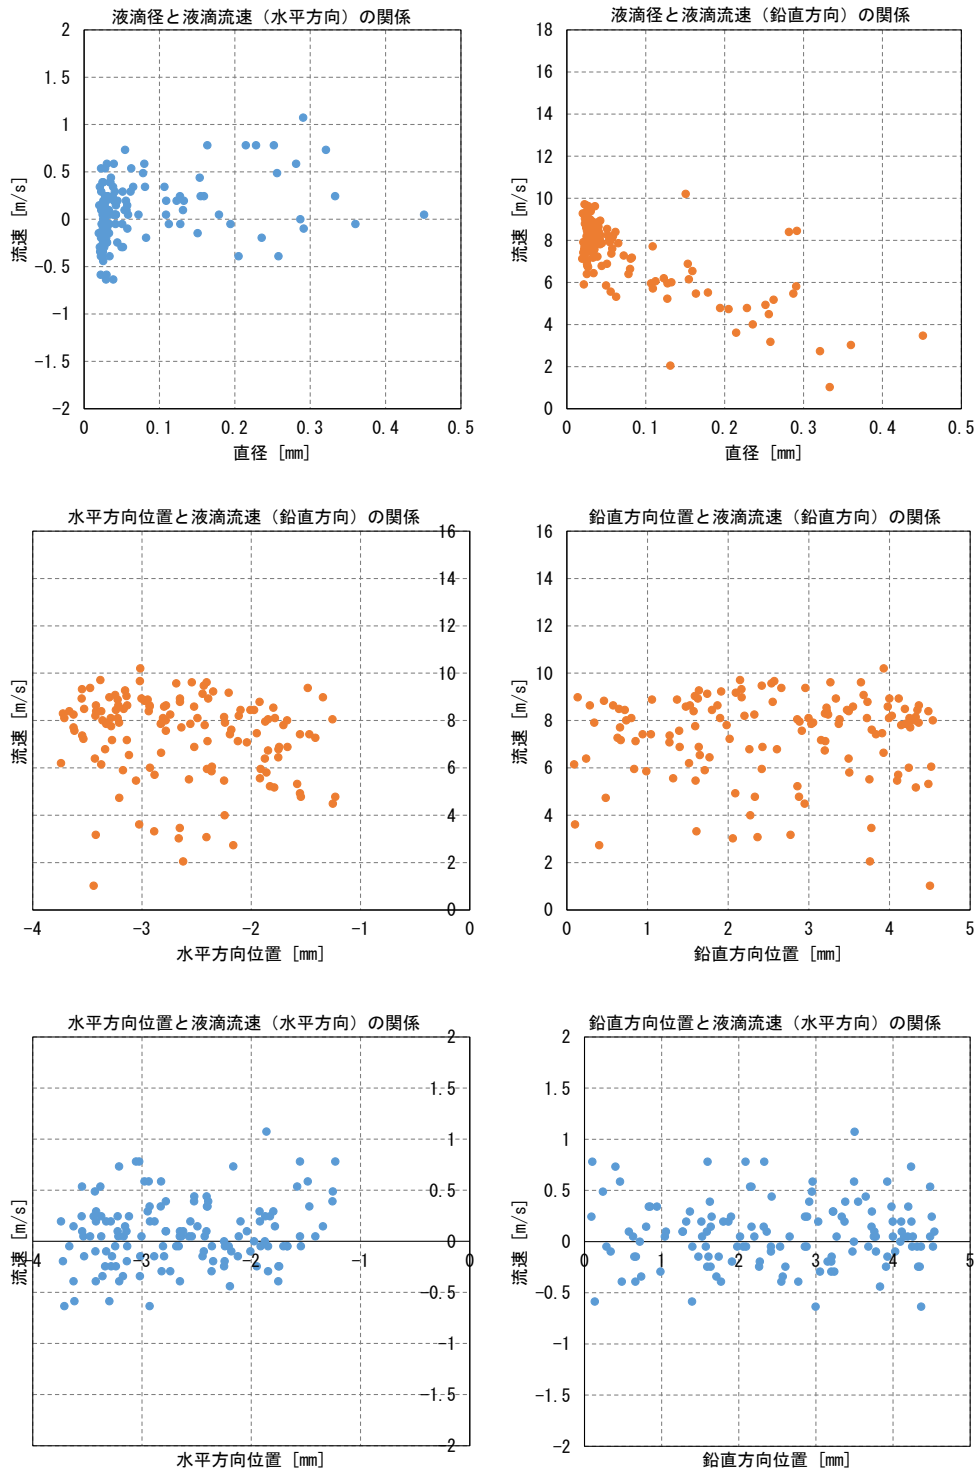 液滴径と液滴流速（水平方向）の関係
2
1.5
1
0.5
0
-0.5
-1
-1.5
-2
流速 [m/s]
0 0.1 0.2 0.3 0.4 0.5
直径 [mm]
液滴径と液滴流速（鉛直方向）の関係
18
16
14
12
10
8
6
4
2
0
流速 [m/s]
0 0.1 0.2 0.3 0.4 0.5
直径 [mm]
水平方向位置と液滴流速（鉛直方向）の関係
16
14
12
10
8
6
4
2
0
流速 [m/s]
-4 -3 -2 -1 0
水平方向位置 [mm]
鉛直方向位置と液滴流速（鉛直方向）の関係
16
14
12
10
8
6
4
2
0
流速 [m/s]
0 1 2 3 4 5
鉛直方向位置 [mm]
水平方向位置と液滴流速（水平方向）の関係
2
1.5
1
0.5
0
-0.5
-1
-1.5
-2
流速 [m/s]
-4 -3 -2 -1 0
水平方向位置 [mm]
鉛直方向位置と液滴流速（水平方向）の関係
2
1.5
1
0.5
0
-0.5
-1
-1.5
-2
流速 [m/s]
0 1 2 3 4 5
鉛直方向位置 [mm]